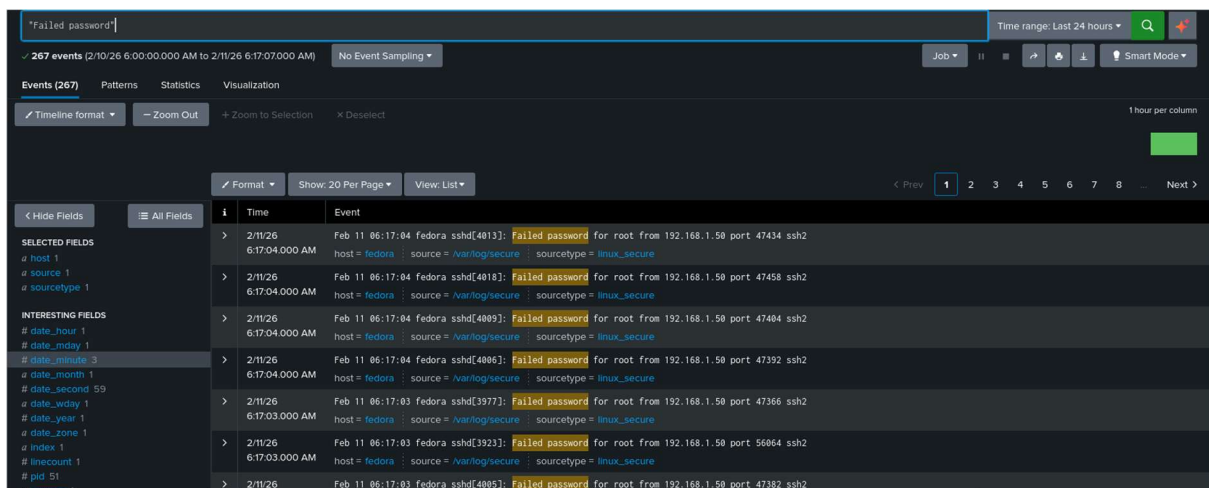 "Failed password"
Time range: Last 24 hours
✓ 267 events (2/10/26 6:00:00.000 AM to 2/11/26 6:17:07.000 AM)
No Event Sampling
Job
Smart Mode
Events (267)
Patterns
Statistics
Visualization
Timeline format
— Zoom Out
+ Zoom to Selection
× Deselect
1 hour per column
Format
Show: 20 Per Page
View: List
< Prev
1
2
3
4
5
6
7
8
...
Next >
< Hide Fields
All Fields
i
Time
Event
SELECTED FIELDS
a host 1
a source 1
a sourcetype 1
INTERESTING FIELDS
# date_hour 1
# date_mday 1
# date_minute 3
a date_month 1
# date_second 59
a date_wday 1
# date_year 1
a date_zone 1
a index 1
# linecount 1
# pid 51
> 2/11/26
6:17:04.000 AM
Feb 11 06:17:04 fedora sshd[4013]: Failed password for root from 192.168.1.50 port 47434 ssh2
host = fedora source = /var/log/secure sourcetype = linux_secure
> 2/11/26
6:17:04.000 AM
Feb 11 06:17:04 fedora sshd[4018]: Failed password for root from 192.168.1.50 port 47458 ssh2
host = fedora source = /var/log/secure sourcetype = linux_secure
> 2/11/26
6:17:04.000 AM
Feb 11 06:17:04 fedora sshd[4009]: Failed password for root from 192.168.1.50 port 47404 ssh2
host = fedora source = /var/log/secure sourcetype = linux_secure
> 2/11/26
6:17:04.000 AM
Feb 11 06:17:04 fedora sshd[4006]: Failed password for root from 192.168.1.50 port 47392 ssh2
host = fedora source = /var/log/secure sourcetype = linux_secure
> 2/11/26
6:17:03.000 AM
Feb 11 06:17:03 fedora sshd[3977]: Failed password for root from 192.168.1.50 port 47366 ssh2
host = fedora source = /var/log/secure sourcetype = linux_secure
> 2/11/26
6:17:03.000 AM
Feb 11 06:17:03 fedora sshd[3923]: Failed password for root from 192.168.1.50 port 56064 ssh2
host = fedora source = /var/log/secure sourcetype = linux_secure
> 2/11/26
Feb 11 06:17:03 fedora sshd[4005]: Failed password for root from 192.168.1.50 port 47382 ssh2